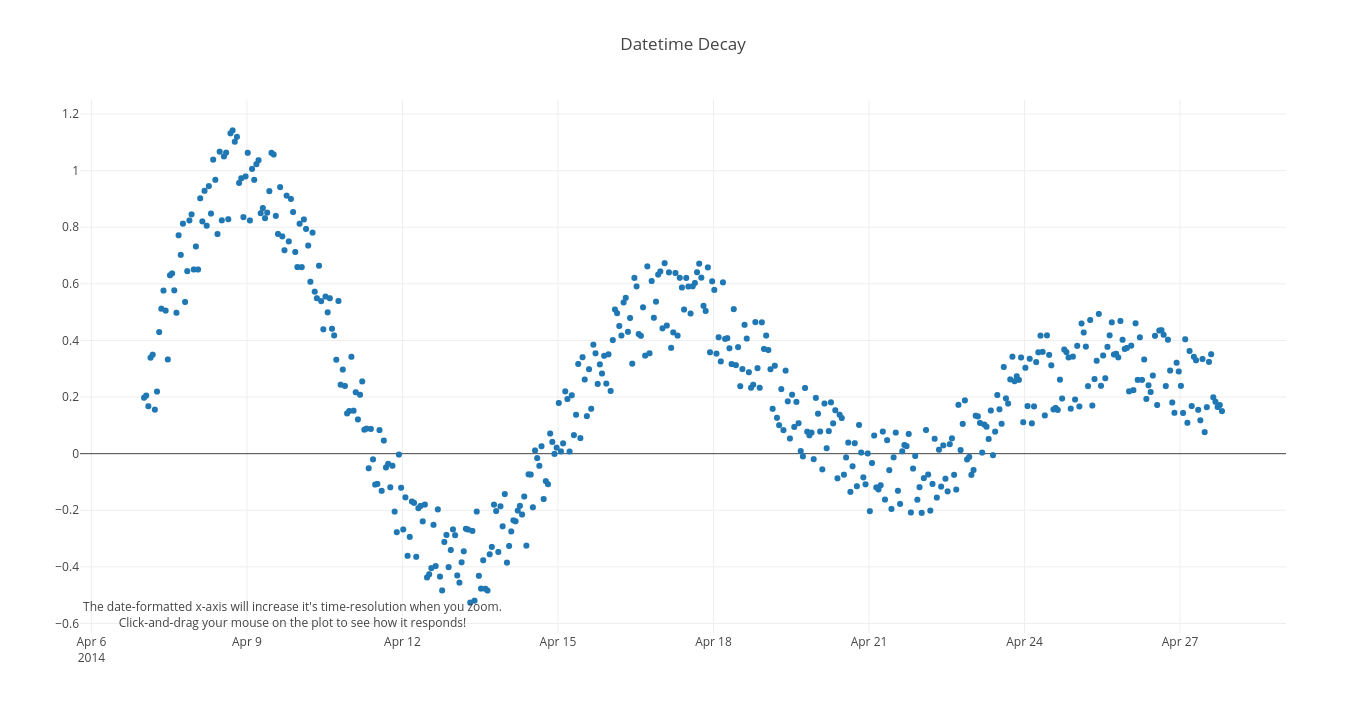 Datetime Decay
1.2
1
0.8
0.6
0.4
0.2
0
−0.2
−0.4
−0.6
The date-formatted x-axis will increase it's time-resolution when you zoom.
Click-and-drag your mouse on the plot to see how it responds!
Apr 6 Apr 9 Apr 12 Apr 15 Apr 18 Apr 21 Apr 24 Apr 27
2014